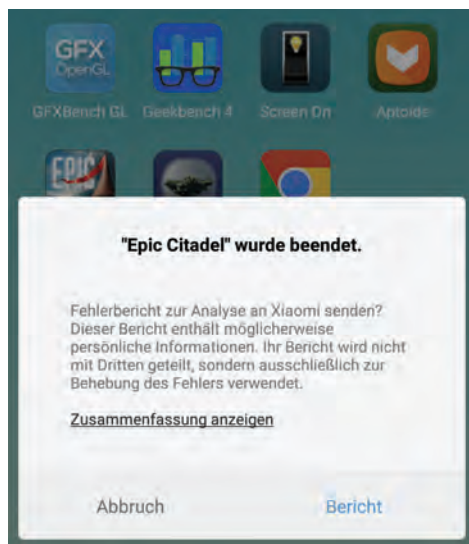 GFX
OpenGL
GFXBench GL Geekbench 4 Screen On Aptoide
EPIC
"Epic Citadel" wurde beendet.
Fehlerbericht zur Analyse an Xiaomi senden?
Dieser Bericht enthält möglicherweise
persönliche Informationen. Ihr Bericht wird nicht
mit Dritten geteilt, sondern ausschließlich zur
Behebung des Fehlers verwendet.
Zusammenfassung anzeigen
Abbruch Bericht